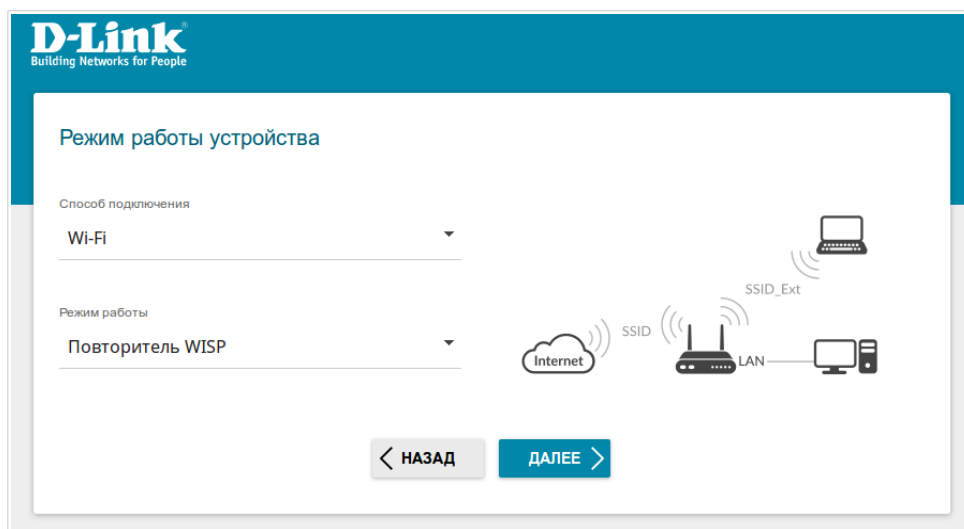 D-Link®
Building Networks for People
Режим работы устройства
Способ подключения
Wi-Fi
Режим работы
Повторитель WISP
SSID_Ext
SSID
Internet
LAN
НАЗАД
ДАЛЕЕ